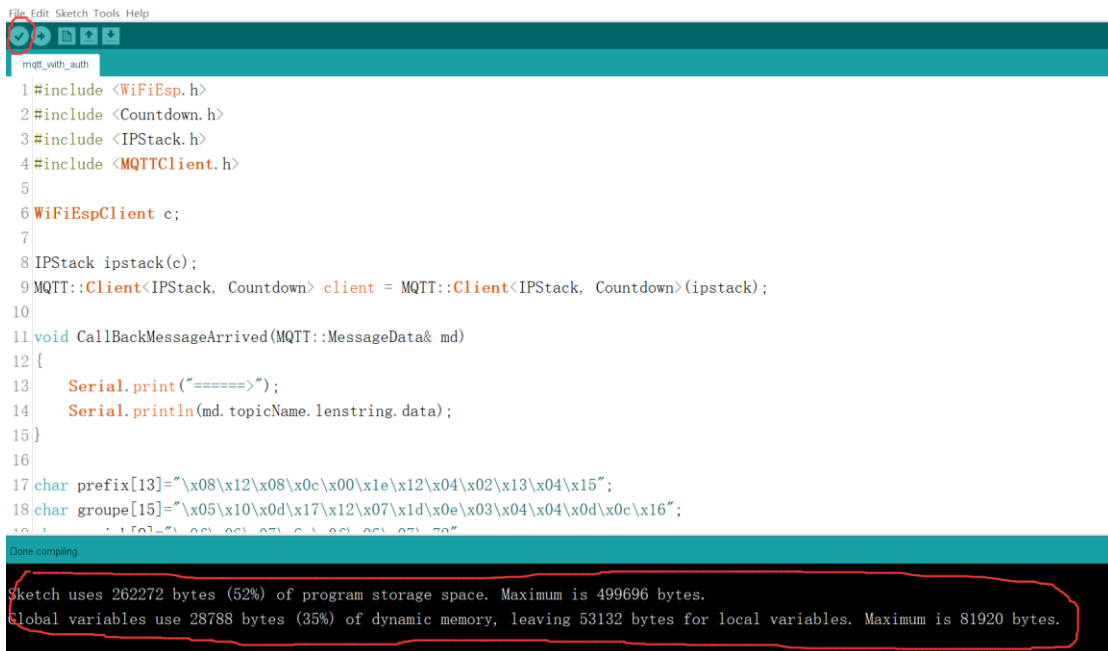 File Edit Sketch Tools Help
mqtt_with_auth
1 #include <WiFiEsp.h>
2 #include <Countdown.h>
3 #include <IPStack.h>
4 #include <MQTTClient.h>
5
6 WiFiEspClient c;
7
8 IPStack ipstack(c);
9 MQTT::Client<IPStack, Countdown> client = MQTT::Client<IPStack, Countdown>(ipstack);
10
11 void CallBackMessageArrived(MQTT::MessageData& md)
12 {
13     Serial.print("======>");
14     Serial.println(md.topicName.lenstring.data);
15 }
16
17 char prefix[13]="\x08\x12\x08\x0c\x00\x1e\x12\x04\x02\x13\x04\x15";
18 char groupe[15]="\x05\x10\x0d\x17\x12\x07\x1d\x0e\x03\x04\x04\x0d\x0c\x16";
Done compiling.
Sketch uses 262272 bytes (52%) of program storage space. Maximum is 499696 bytes.
Global variables use 28788 bytes (35%) of dynamic memory, leaving 53132 bytes for local variables. Maximum is 81920 bytes.